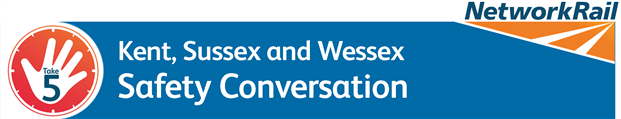 NetworkRail
Take
5
Kent, Sussex and Wessex
Safety Conversation